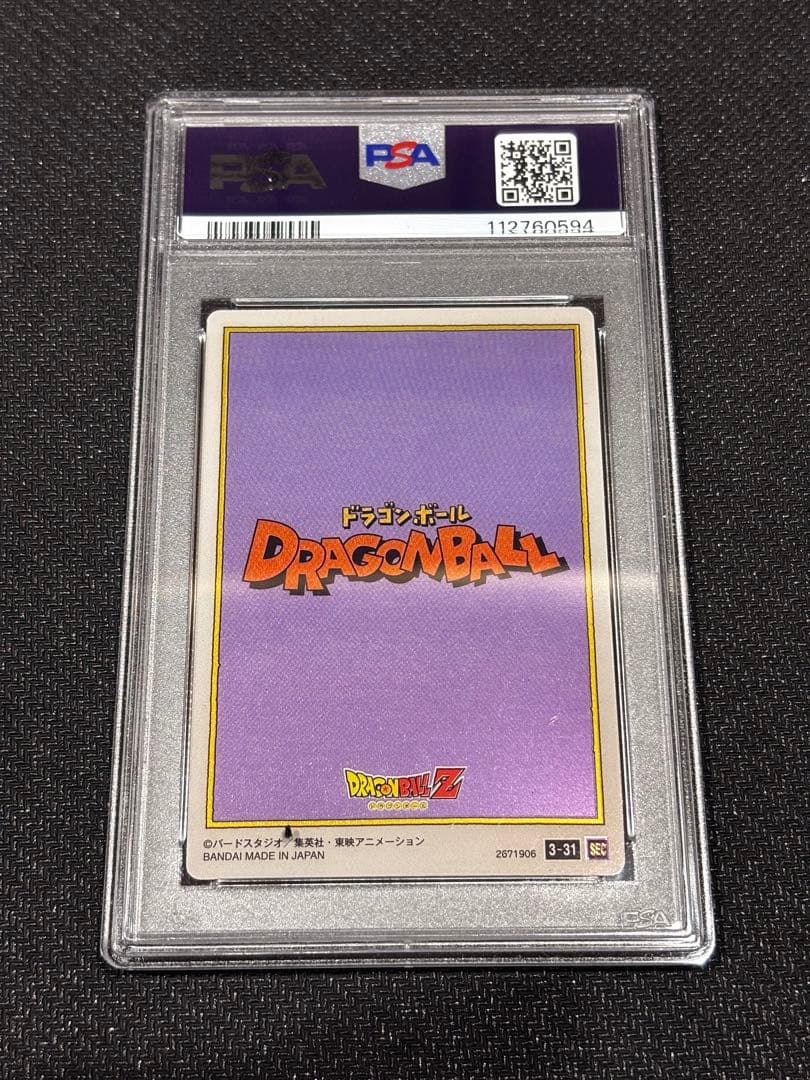 PSA
PSA
112760594
ドラゴンボール
DRAGONBALL
DRAGONBALL Z
©バードスタジオ/集英社・東映アニメーション
BANDAI MADE IN JAPAN
2671906 3-31 SEC
PSA